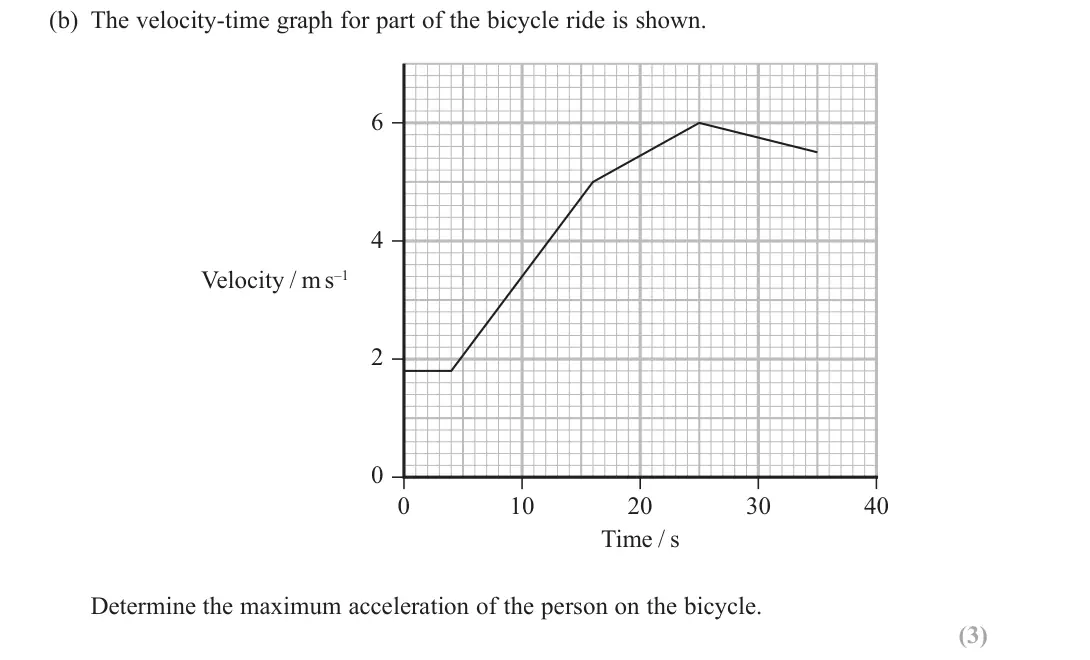 (b) The velocity-time graph for part of the bicycle ride is shown.
6
4
Velocity / m s⁻¹
2
0
0 10 20 30 40
Time / s
Determine the maximum acceleration of the person on the bicycle.
(3)